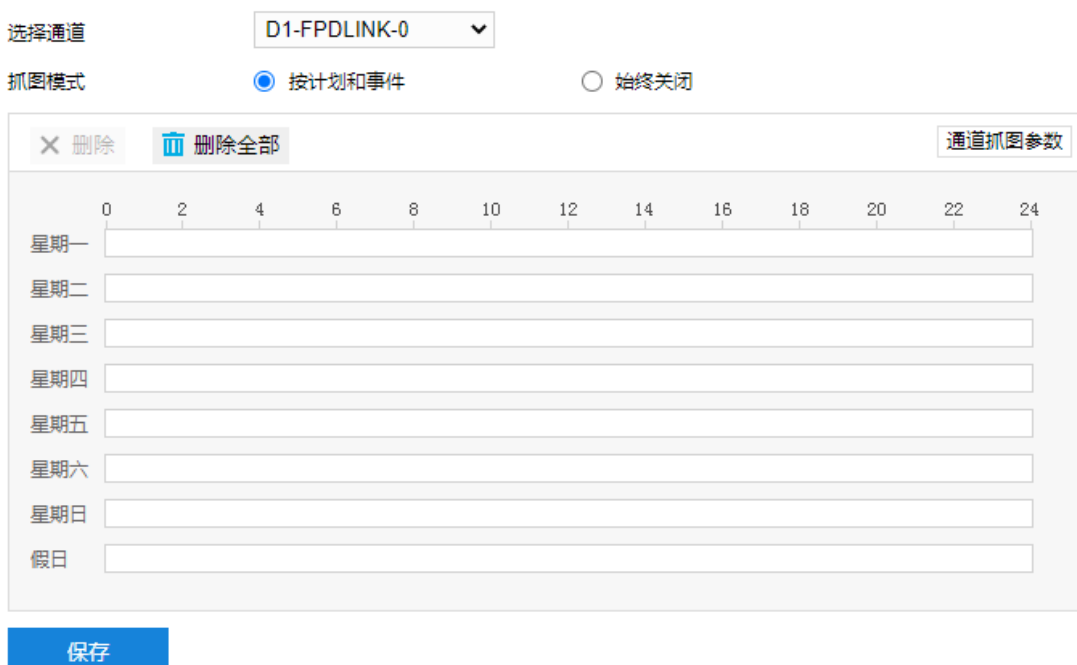 选择通道 D1-FPDLINK-0
抓图模式 按计划和事件 始终关闭
删除 删除全部 通道抓图参数
0 2 4 6 8 10 12 14 16 18 20 22 24
星期一
星期二
星期三
星期四
星期五
星期六
星期日
假日
保存